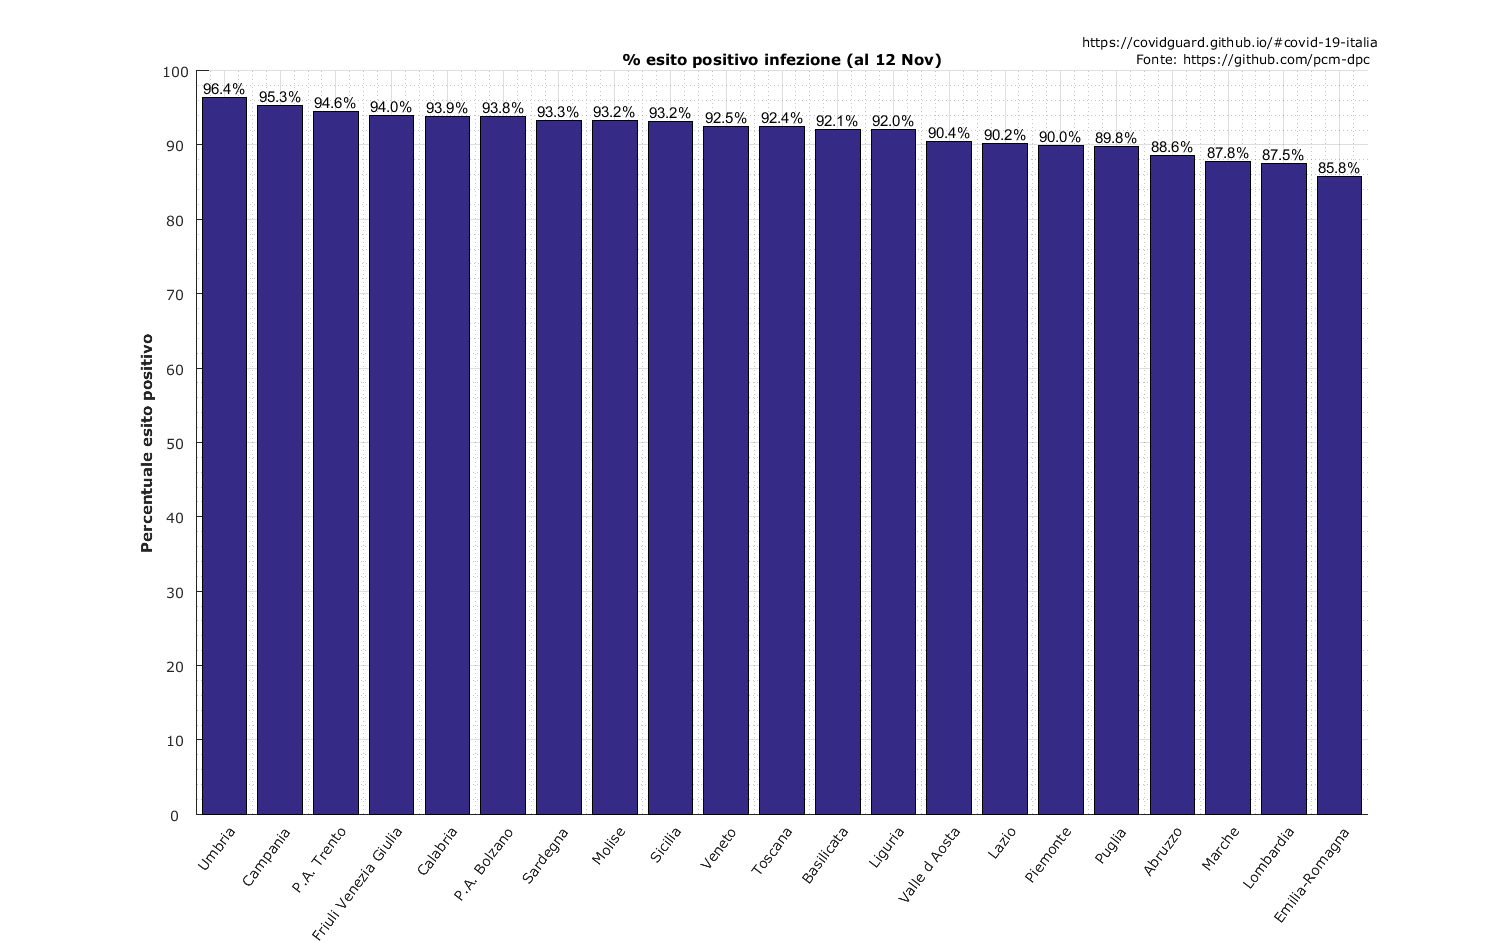 https://covidguard.github.io/#covid-19-italia
Fonte: https://github.com/pcm-dpc
% esito positivo infezione (al 12 Nov)
Percentuale esito positivo
100
90
80
70
60
50
40
30
20
10
0
96.4%
95.3%
94.6%
94.0%
93.9%
93.8%
93.3%
93.2%
93.2%
92.5%
92.4%
92.1%
92.0%
90.4%
90.2%
90.0%
89.8%
88.6%
87.8%
87.5%
85.8%
Umbria
Campania
P.A. Trento
Friuli Venezia Giulia
Calabria
P.A. Bolzano
Sardegna
Molise
Sicilia
Veneto
Toscana
Basilicata
Liguria
Valle d Aosta
Lazio
Piemonte
Puglia
Abruzzo
Marche
Lombardia
Emilia-Romagna